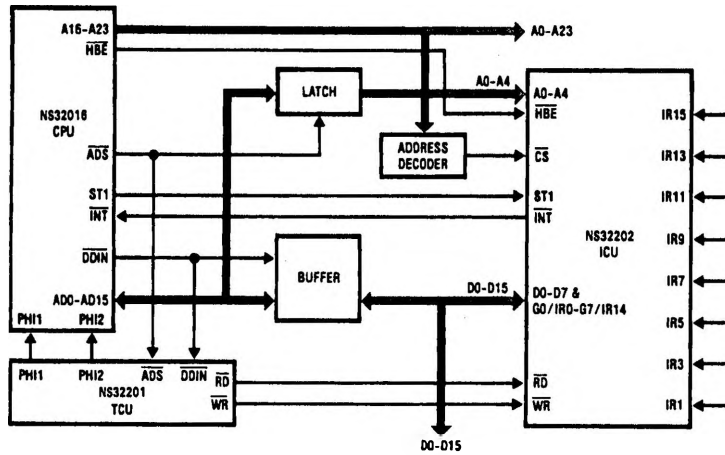 A16-A23
HBE
NS32016
CPU
ADS
ST1
INT
DDIN
AD0-AD15
PHI1
PHI2
PHI1
PHI2
ADS
DDIN
RD
WR
NS32201
TCU
LATCH
ADDRESS
DECODER
BUFFER
A0-A23
A0-A4
D0-D15
D0-D15
A0-A4
HBE
CS
ST1
INT
NS32202
ICU
D0-D7 &
G0/IR0-G7/IR14
RD
WR
IR15
IR13
IR11
IR9
IR7
IR5
IR3
IR1